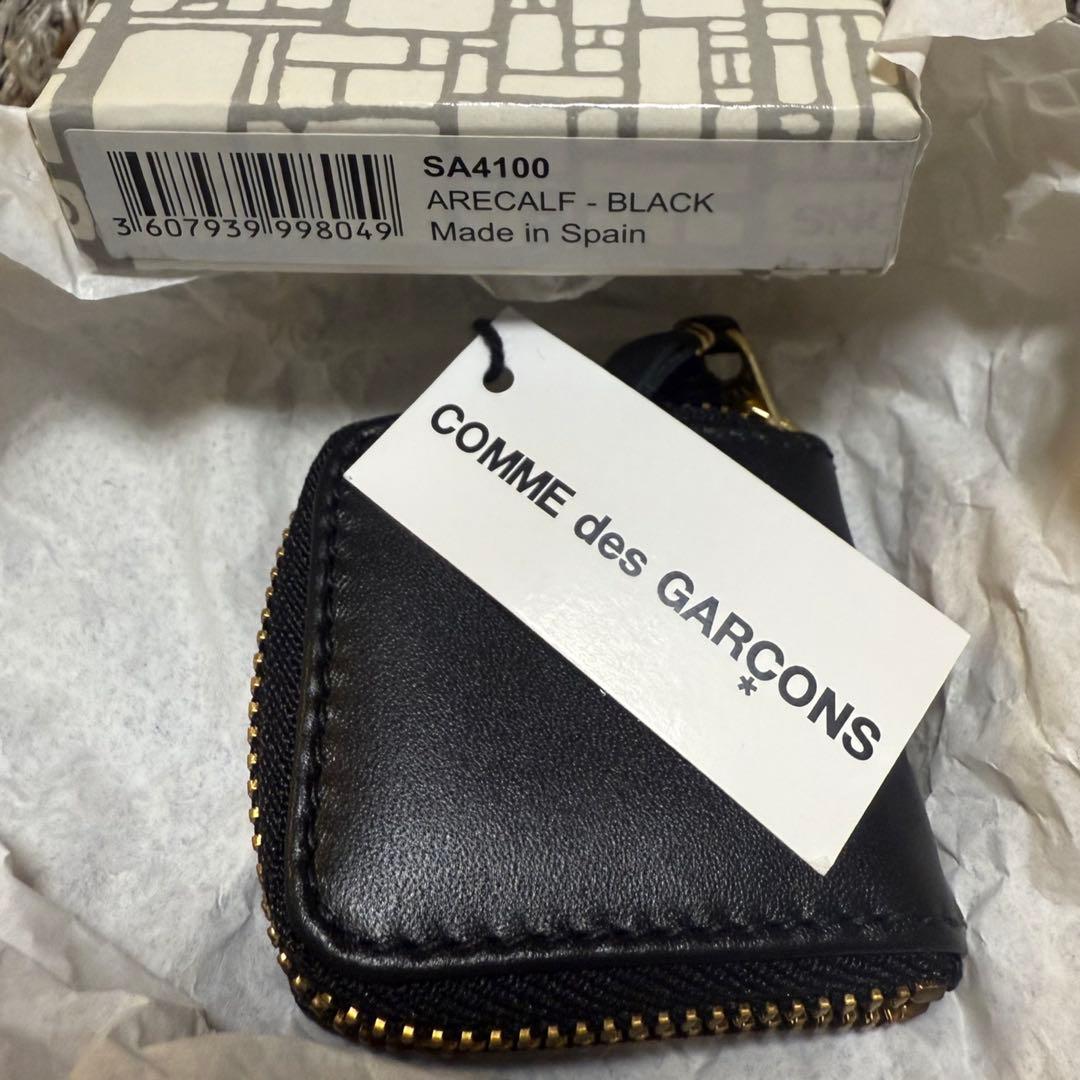 SA4100
ARECALF - BLACK
3 607939 998049
Made in Spain
COMME des GARÇONS
*